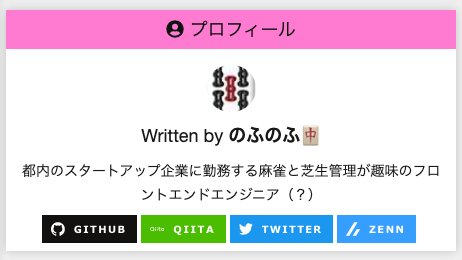 プロフィール
Written by のふのふ🀄
都内のスタートアップ企業に勤務する麻雀と芝生管理が趣味のフロ
ントエンドエンジニア（？）
GITHUB Qiita QIITA TWITTER ZENN